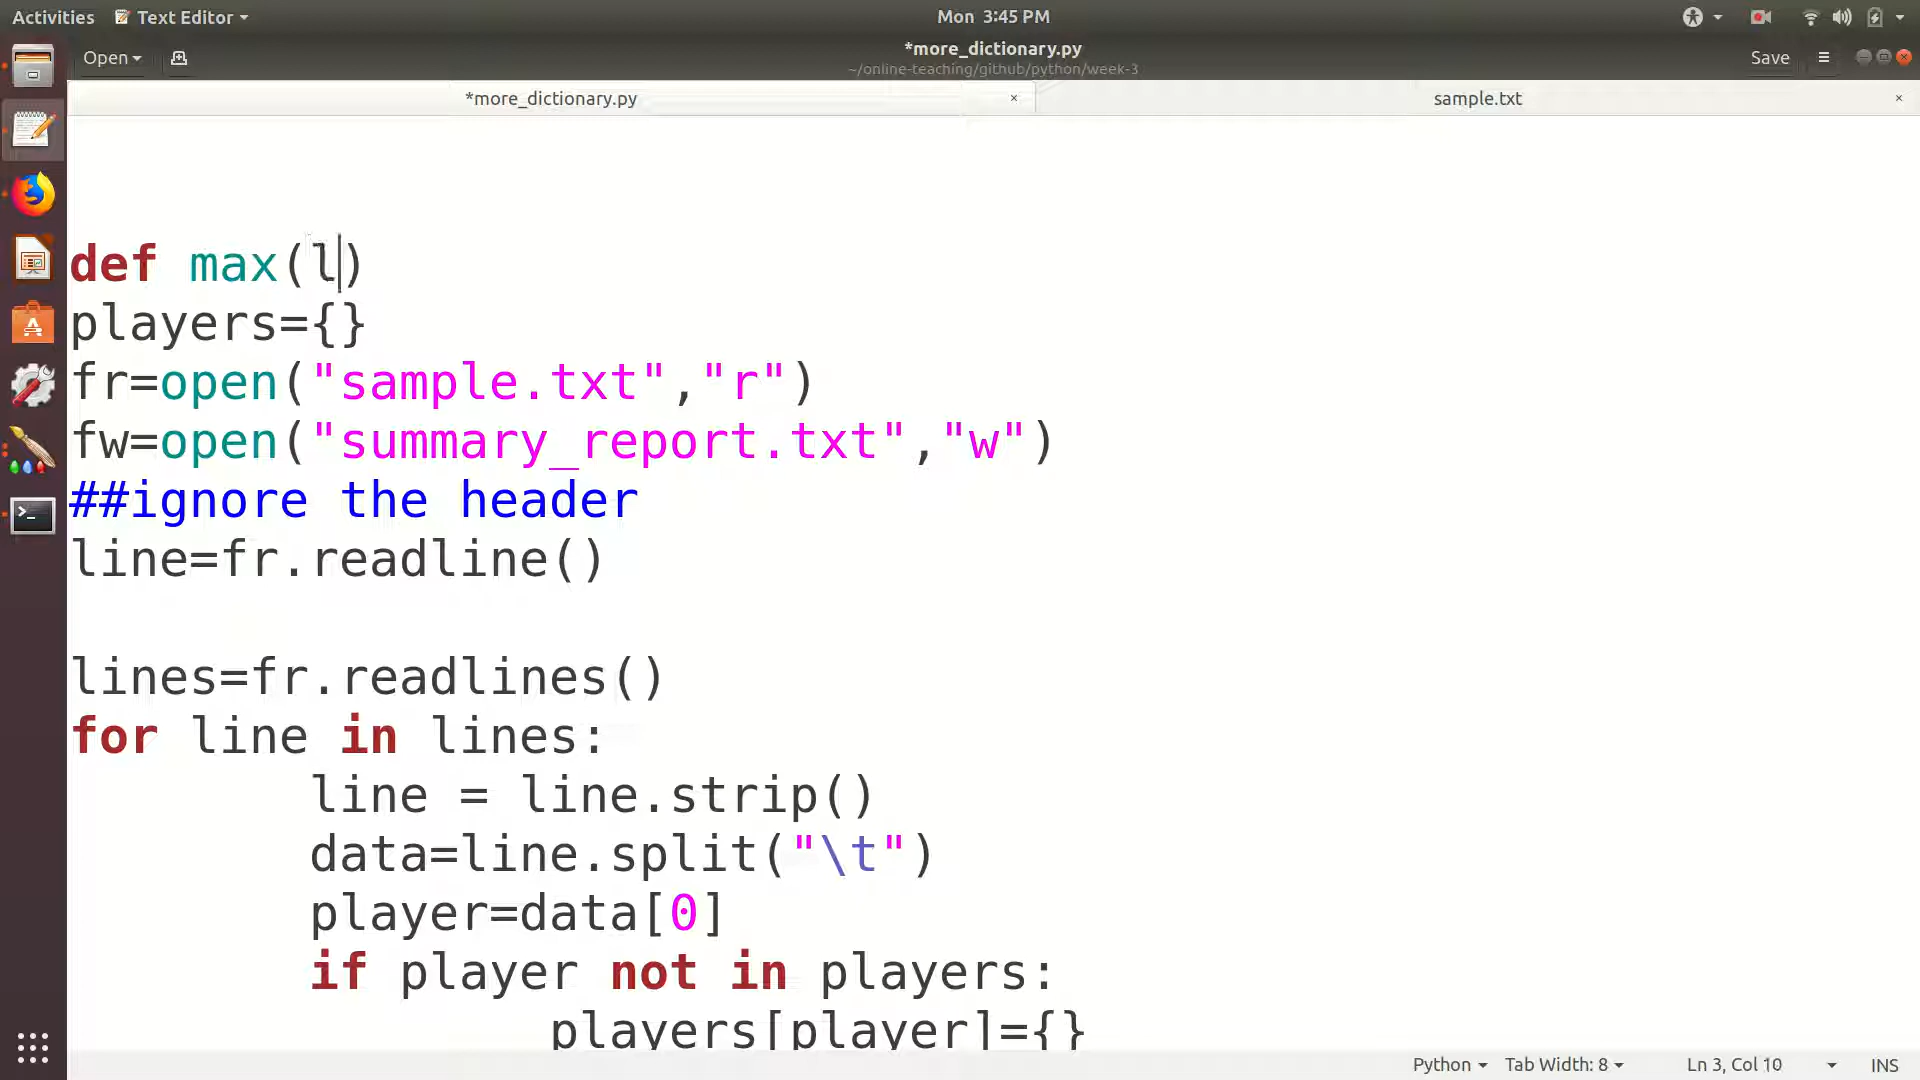 Activities
Text Editor
Mon 3:45 PM
Open
*more_dictionary.py
~/online-teaching/github/python/week-3
Save
*more_dictionary.py
sample.txt
def max(l)
players={}
fr=open("sample.txt","r")
fw=open("summary_report.txt","w")
##ignore the header
line=fr.readline()
lines=fr.readlines()
for line in lines:
line = line.strip()
data=line.split("\t")
player=data[0]
if player not in players:
players[player]={}
Python
Tab Width: 8
Ln 3, Col 10
INS